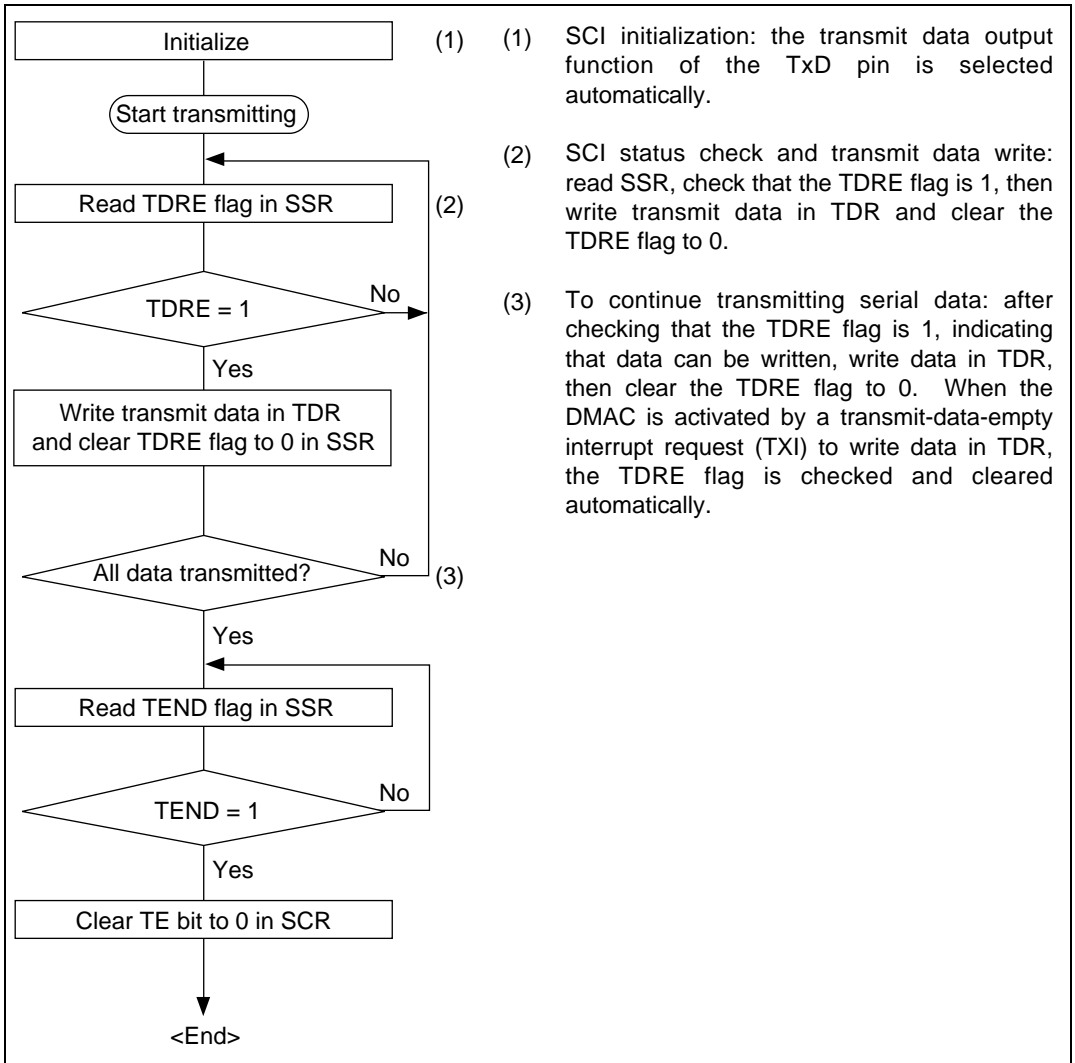 Initialize (1)
Start transmitting
Read TDRE flag in SSR (2)
TDRE = 1
No
Yes
Write transmit data in TDR
and clear TDRE flag to 0 in SSR
All data transmitted?
No
(3)
Yes
Read TEND flag in SSR
TEND = 1
No
Yes
Clear TE bit to 0 in SCR
<End>
(1) SCI initialization: the transmit data output
function of the TxD pin is selected
automatically.
(2) SCI status check and transmit data write:
read SSR, check that the TDRE flag is 1, then
write transmit data in TDR and clear the
TDRE flag to 0.
(3) To continue transmitting serial data: after
checking that the TDRE flag is 1, indicating
that data can be written, write data in TDR,
then clear the TDRE flag to 0. When the
DMAC is activated by a transmit-data-empty
interrupt request (TXI) to write data in TDR,
the TDRE flag is checked and cleared
automatically.